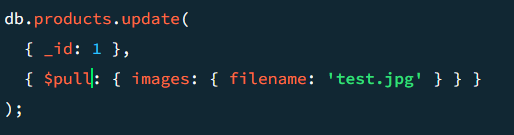 db.products.update(
{ _id: 1 },
{ $pull: { images: { filename: 'test.jpg' } } }
);